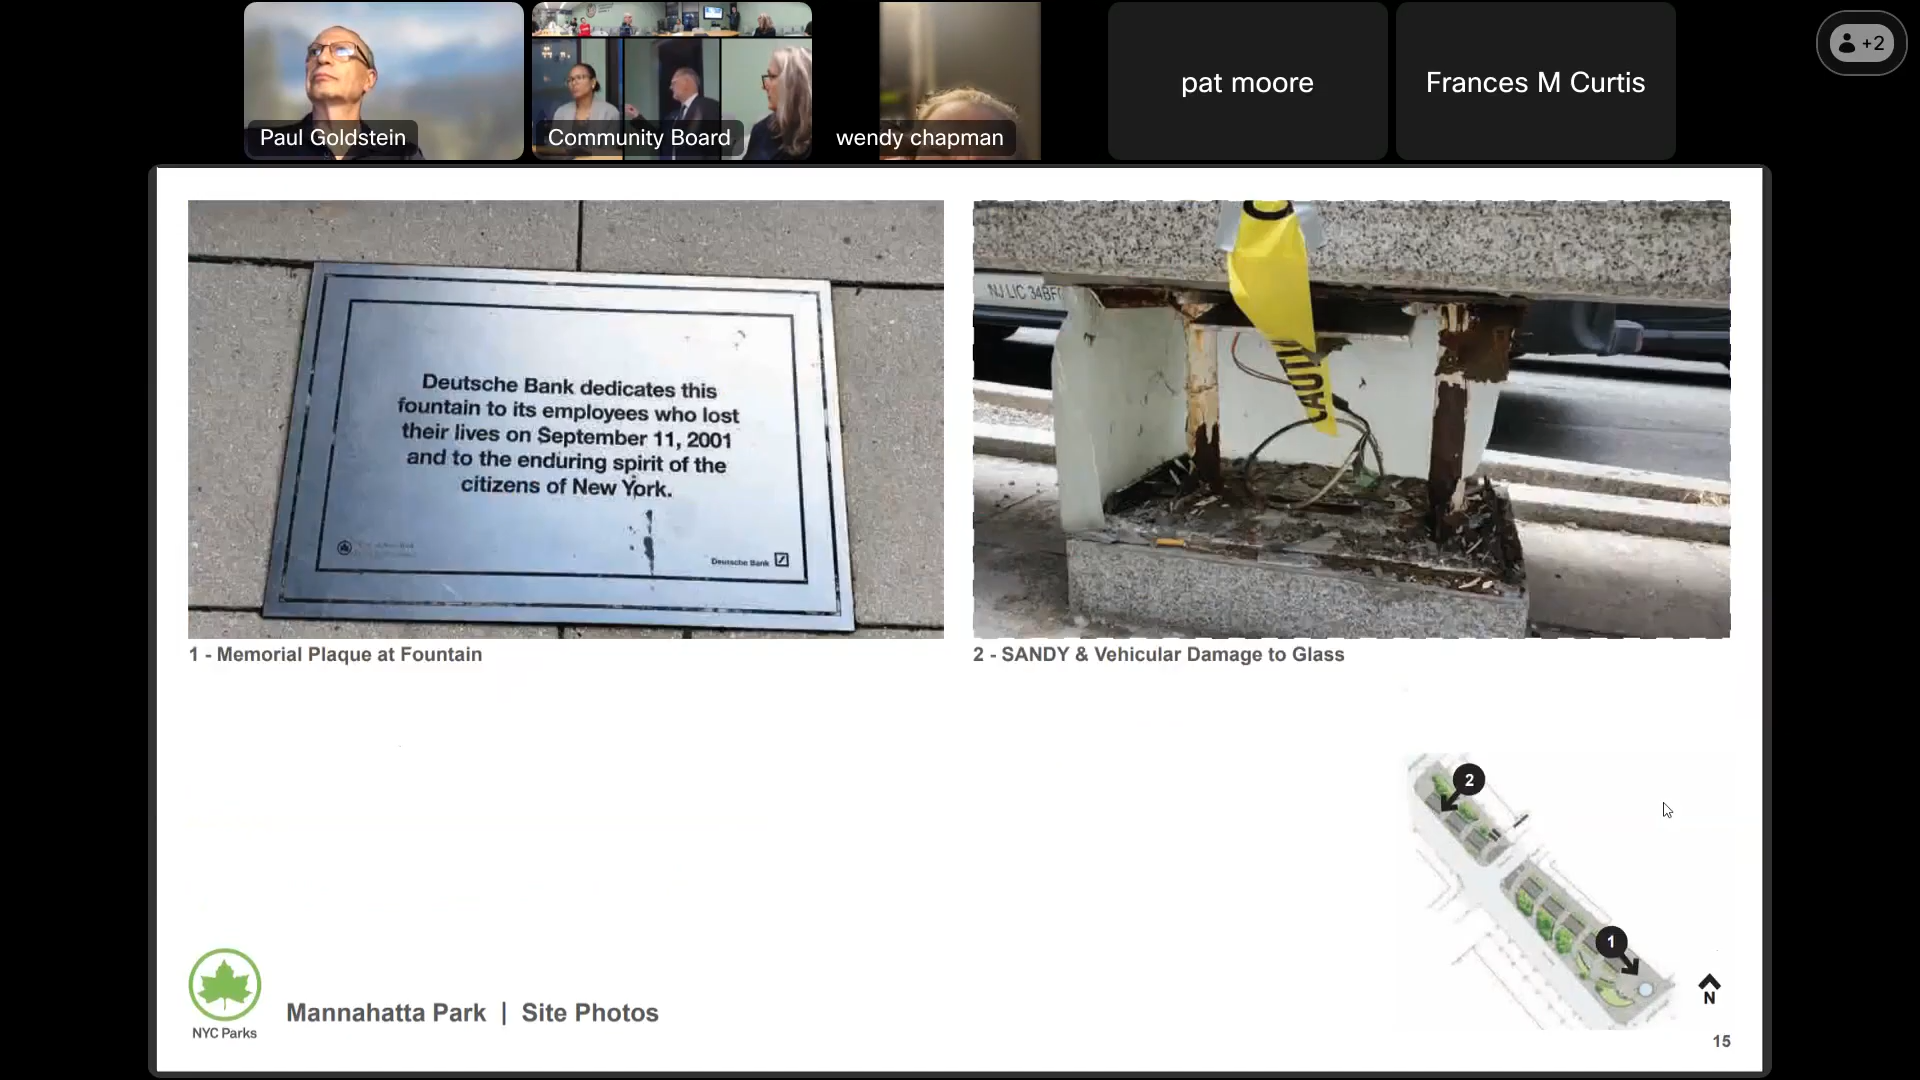 +2
Paul Goldstein
Community Board
wendy chapman
pat moore
Frances M Curtis
Deutsche Bank dedicates this
fountain to its employees who lost
their lives on September 11, 2001
and to the enduring spirit of the
citizens of New York.
Deutsche Bank
NJ LIC 34BF
CAUTI
1 - Memorial Plaque at Fountain
2 - SANDY & Vehicular Damage to Glass
2
1
N
NYC Parks
Mannahatta Park | Site Photos
15